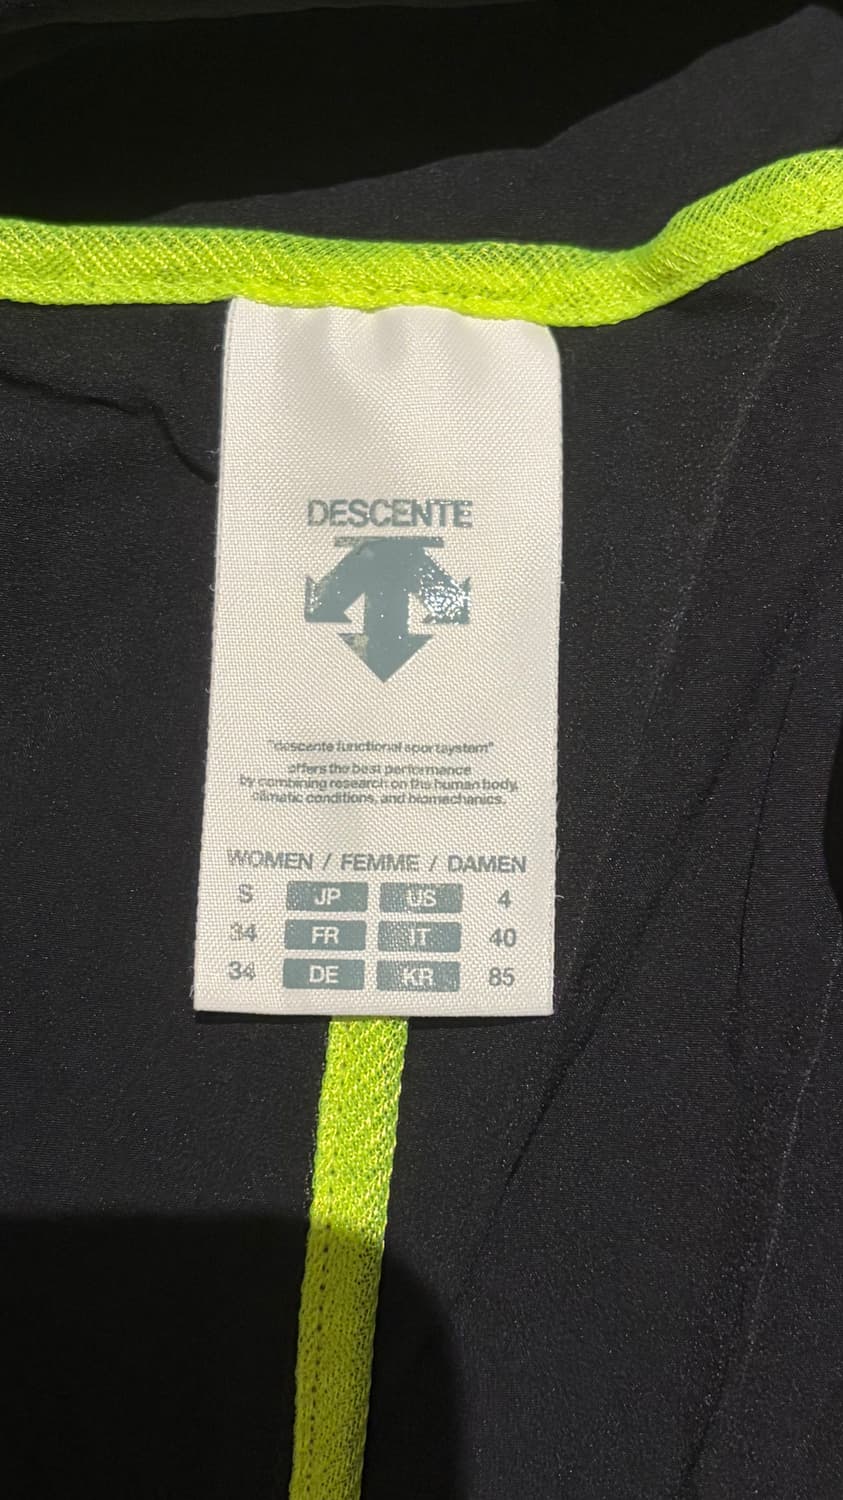 DESCENTE
"descente functional sportsystem"
offers the best performance
by combining research on the human body,
climatic conditions, and biomechanics.
WOMEN / FEMME / DAMEN
S JP US 4
34 FR IT 40
34 DE KR 85